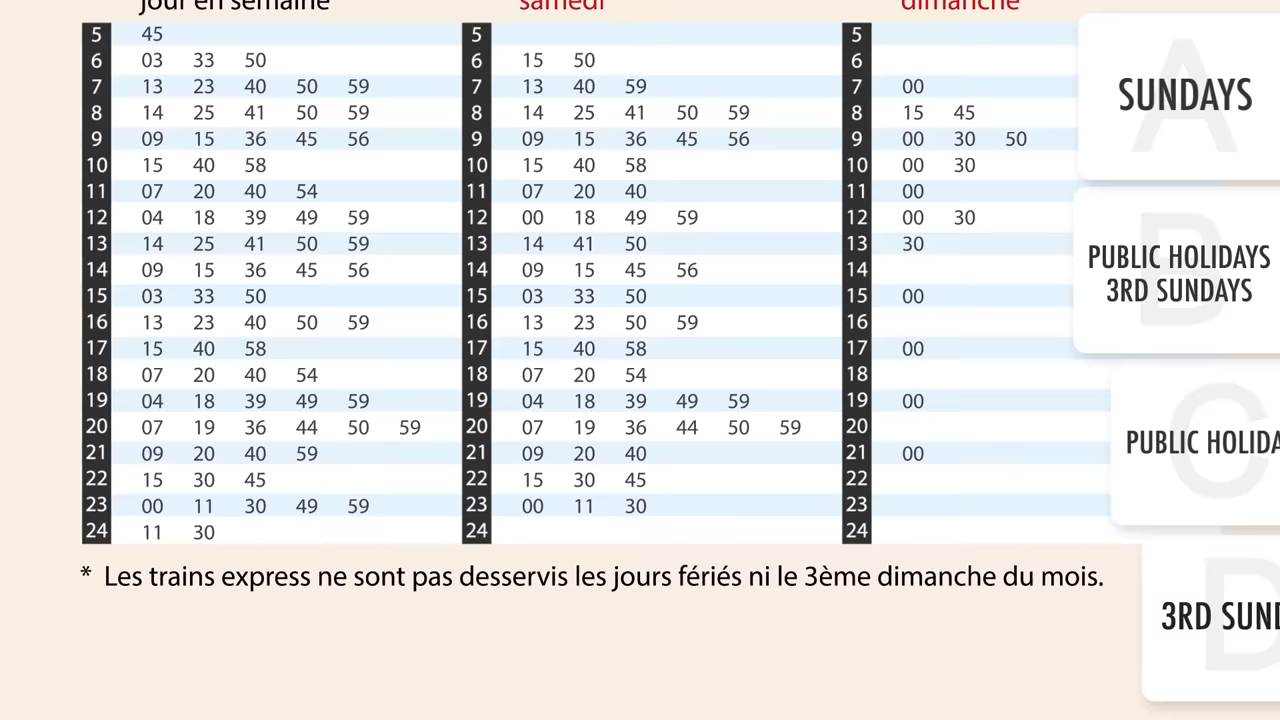 jour en semaine samedi dimanche
5 45 5 5
6 03 33 50 6 15 50 6
7 13 23 40 50 59 7 13 40 59 7 00
8 14 25 41 50 59 8 14 25 41 50 59 8 15 45
9 09 15 36 45 56 9 09 15 36 45 56 9 00 30 50
10 15 40 58 10 15 40 58 10 00 30
11 07 20 40 54 11 07 20 40 11 00
12 04 18 39 49 59 12 00 18 49 59 12 00 30
13 14 25 41 50 59 13 14 41 50 13 30
14 09 15 36 45 56 14 09 15 45 56 14
15 03 33 50 15 03 33 50 15 00
16 13 23 40 50 59 16 13 23 50 59 16
17 15 40 58 17 15 40 58 17 00
18 07 20 40 54 18 07 20 54 18
19 04 18 39 49 59 19 04 18 39 49 59 19 00
20 07 19 36 44 50 59 20 07 19 36 44 50 59 20
21 09 20 40 59 21 09 20 40 21 00
22 15 30 45 22 15 30 45 22
23 00 11 30 49 59 23 00 11 30 23
24 11 30 24 24
* Les trains express ne sont pas desservis les jours fériés ni le 3ème dimanche du mois.
A
SUNDAYS
B
PUBLIC HOLIDAYS
3RD SUNDAYS
C
PUBLIC HOLIDA
D
3RD SUND